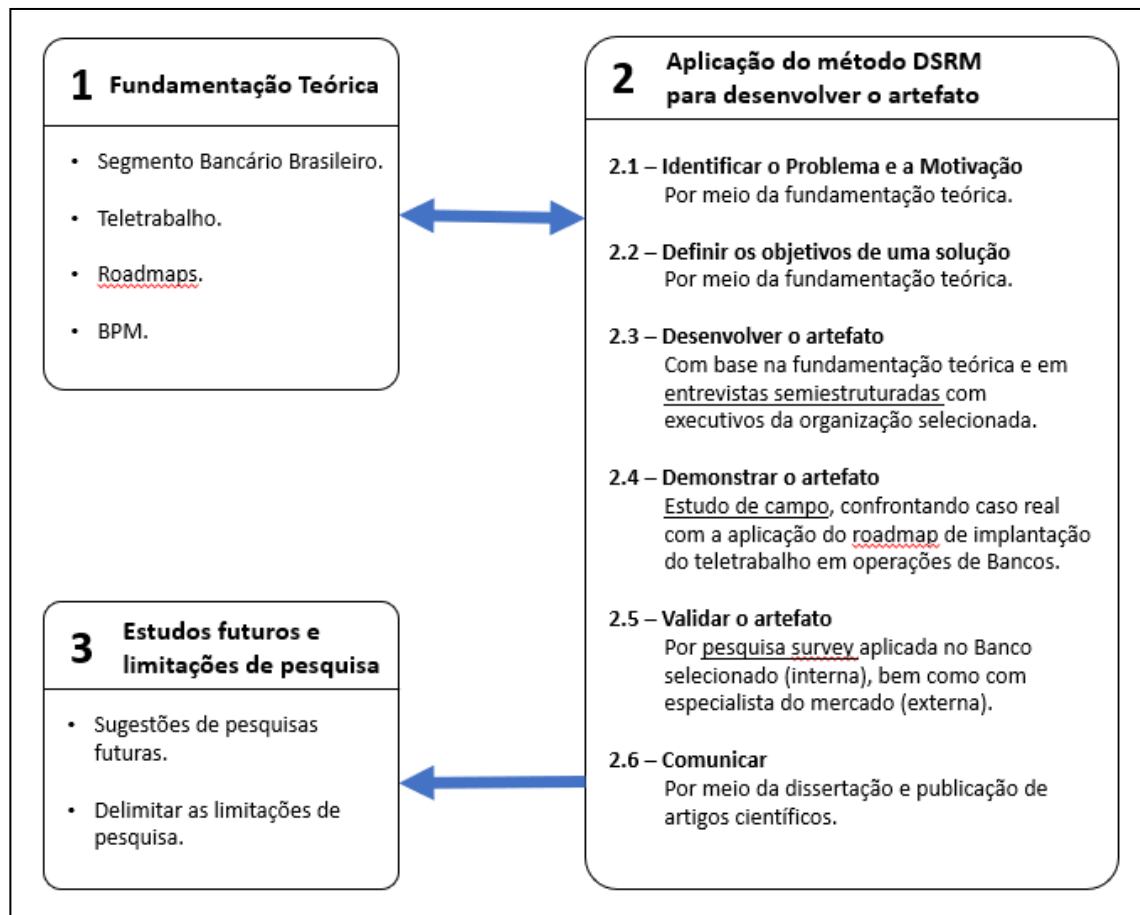 1 Fundamentação Teórica
• Segmento Bancário Brasileiro.
• Teletrabalho.
• Roadmaps.
• BPM.
2 Aplicação do método DSRM
para desenvolver o artefato
2.1 – Identificar o Problema e a Motivação
Por meio da fundamentação teórica.
2.2 – Definir os objetivos de uma solução
Por meio da fundamentação teórica.
2.3 – Desenvolver o artefato
Com base na fundamentação teórica e em
entrevistas semiestruturadas com
executivos da organização selecionada.
2.4 – Demonstrar o artefato
Estudo de campo, confrontando caso real
com a aplicação do roadmap de implantação
do teletrabalho em operações de Bancos.
2.5 – Validar o artefato
Por pesquisa survey aplicada no Banco
selecionado (interna), bem como com
especialista do mercado (externa).
2.6 – Comunicar
Por meio da dissertação e publicação de
artigos científicos.
3 Estudos futuros e
limitações de pesquisa
• Sugestões de pesquisas
futuras.
• Delimitar as limitações de
pesquisa.